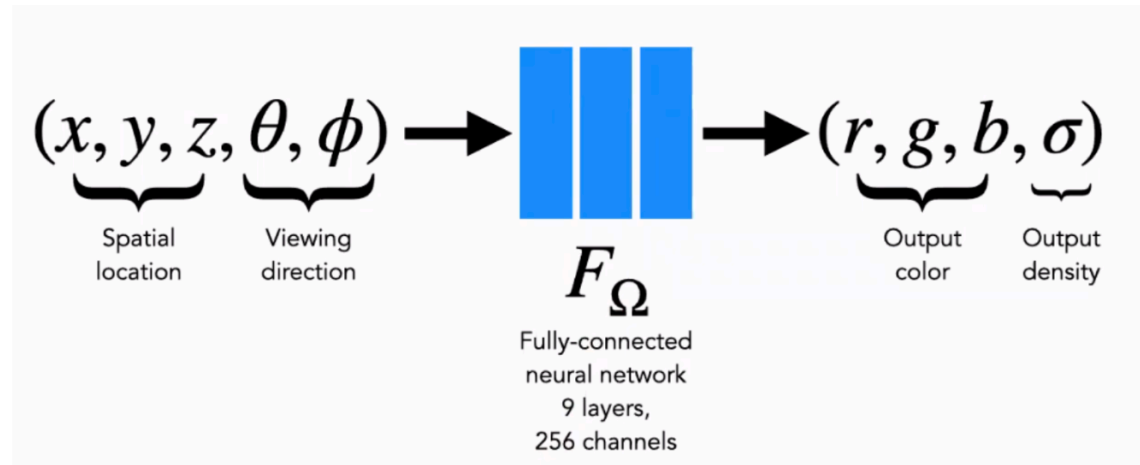 (x, y, z, θ, ϕ) (r, g, b, σ)
Spatial location
Viewing direction
Output color
Output density
F_Ω
Fully-connected
neural network
9 layers,
256 channels